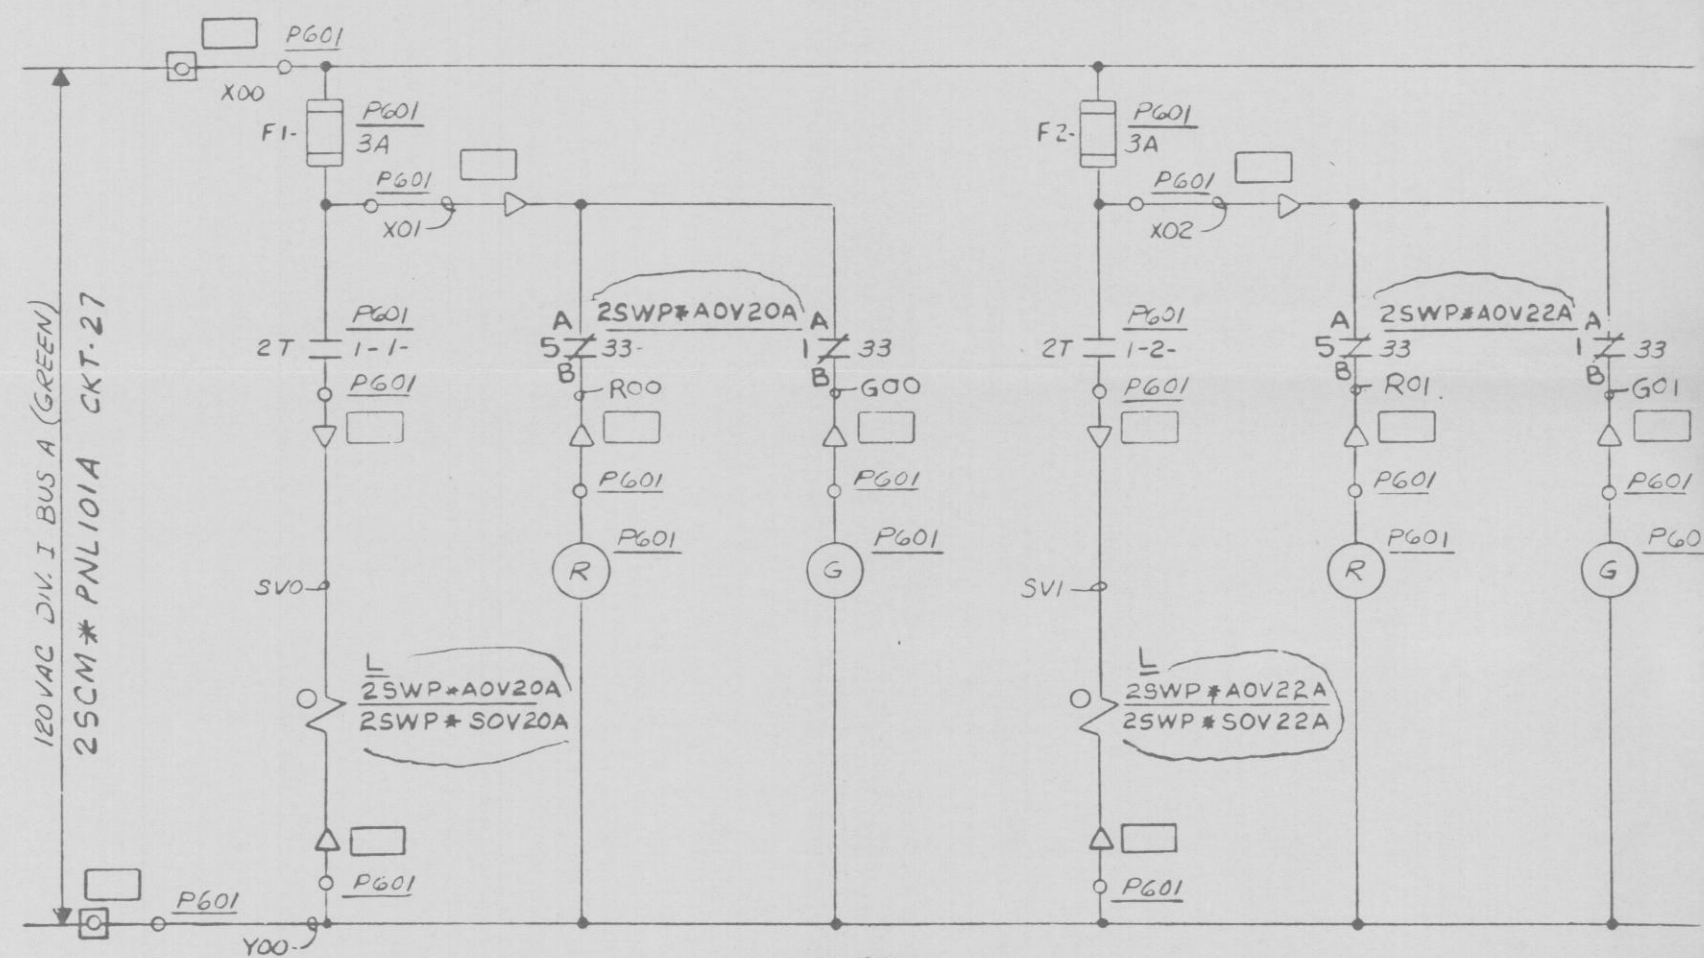 P601
X00
F1-
P601
3A
F2-
P601
3A
P601
X01
P601
X02
120VAC DIV. I BUS A (GREEN)
2SCM* PNL101A CKT-27
2T
P601
1-1-
P601
A
5
33-
B
2SWP*AOV20A
A
1
33
B
R00
G00
2T
P601
1-2-
P601
A
5
33
B
2SWP*AOV22A
A
1
33
B
R01
G01
P601
P601
P601
P601
P601
R
P601
G
P601
R
P60
G
SV0
SV1
L
2SWP*AOV20A
2SWP*SOV20A
L
2SWP*AOV22A
2SWP*SOV22A
P601
P601
P601
Y00-